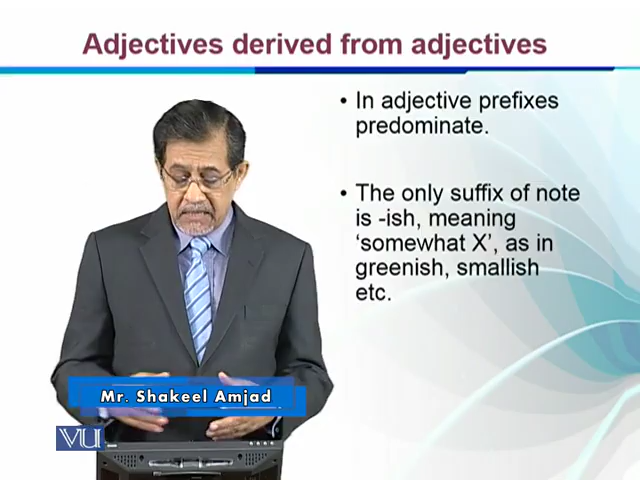 Adjectives derived from adjectives
• In adjective prefixes
predominate.
• The only suffix of note
is -ish, meaning
‘somewhat X’, as in
greenish, smallish
etc.
Mr. Shakeel Amjad
VU